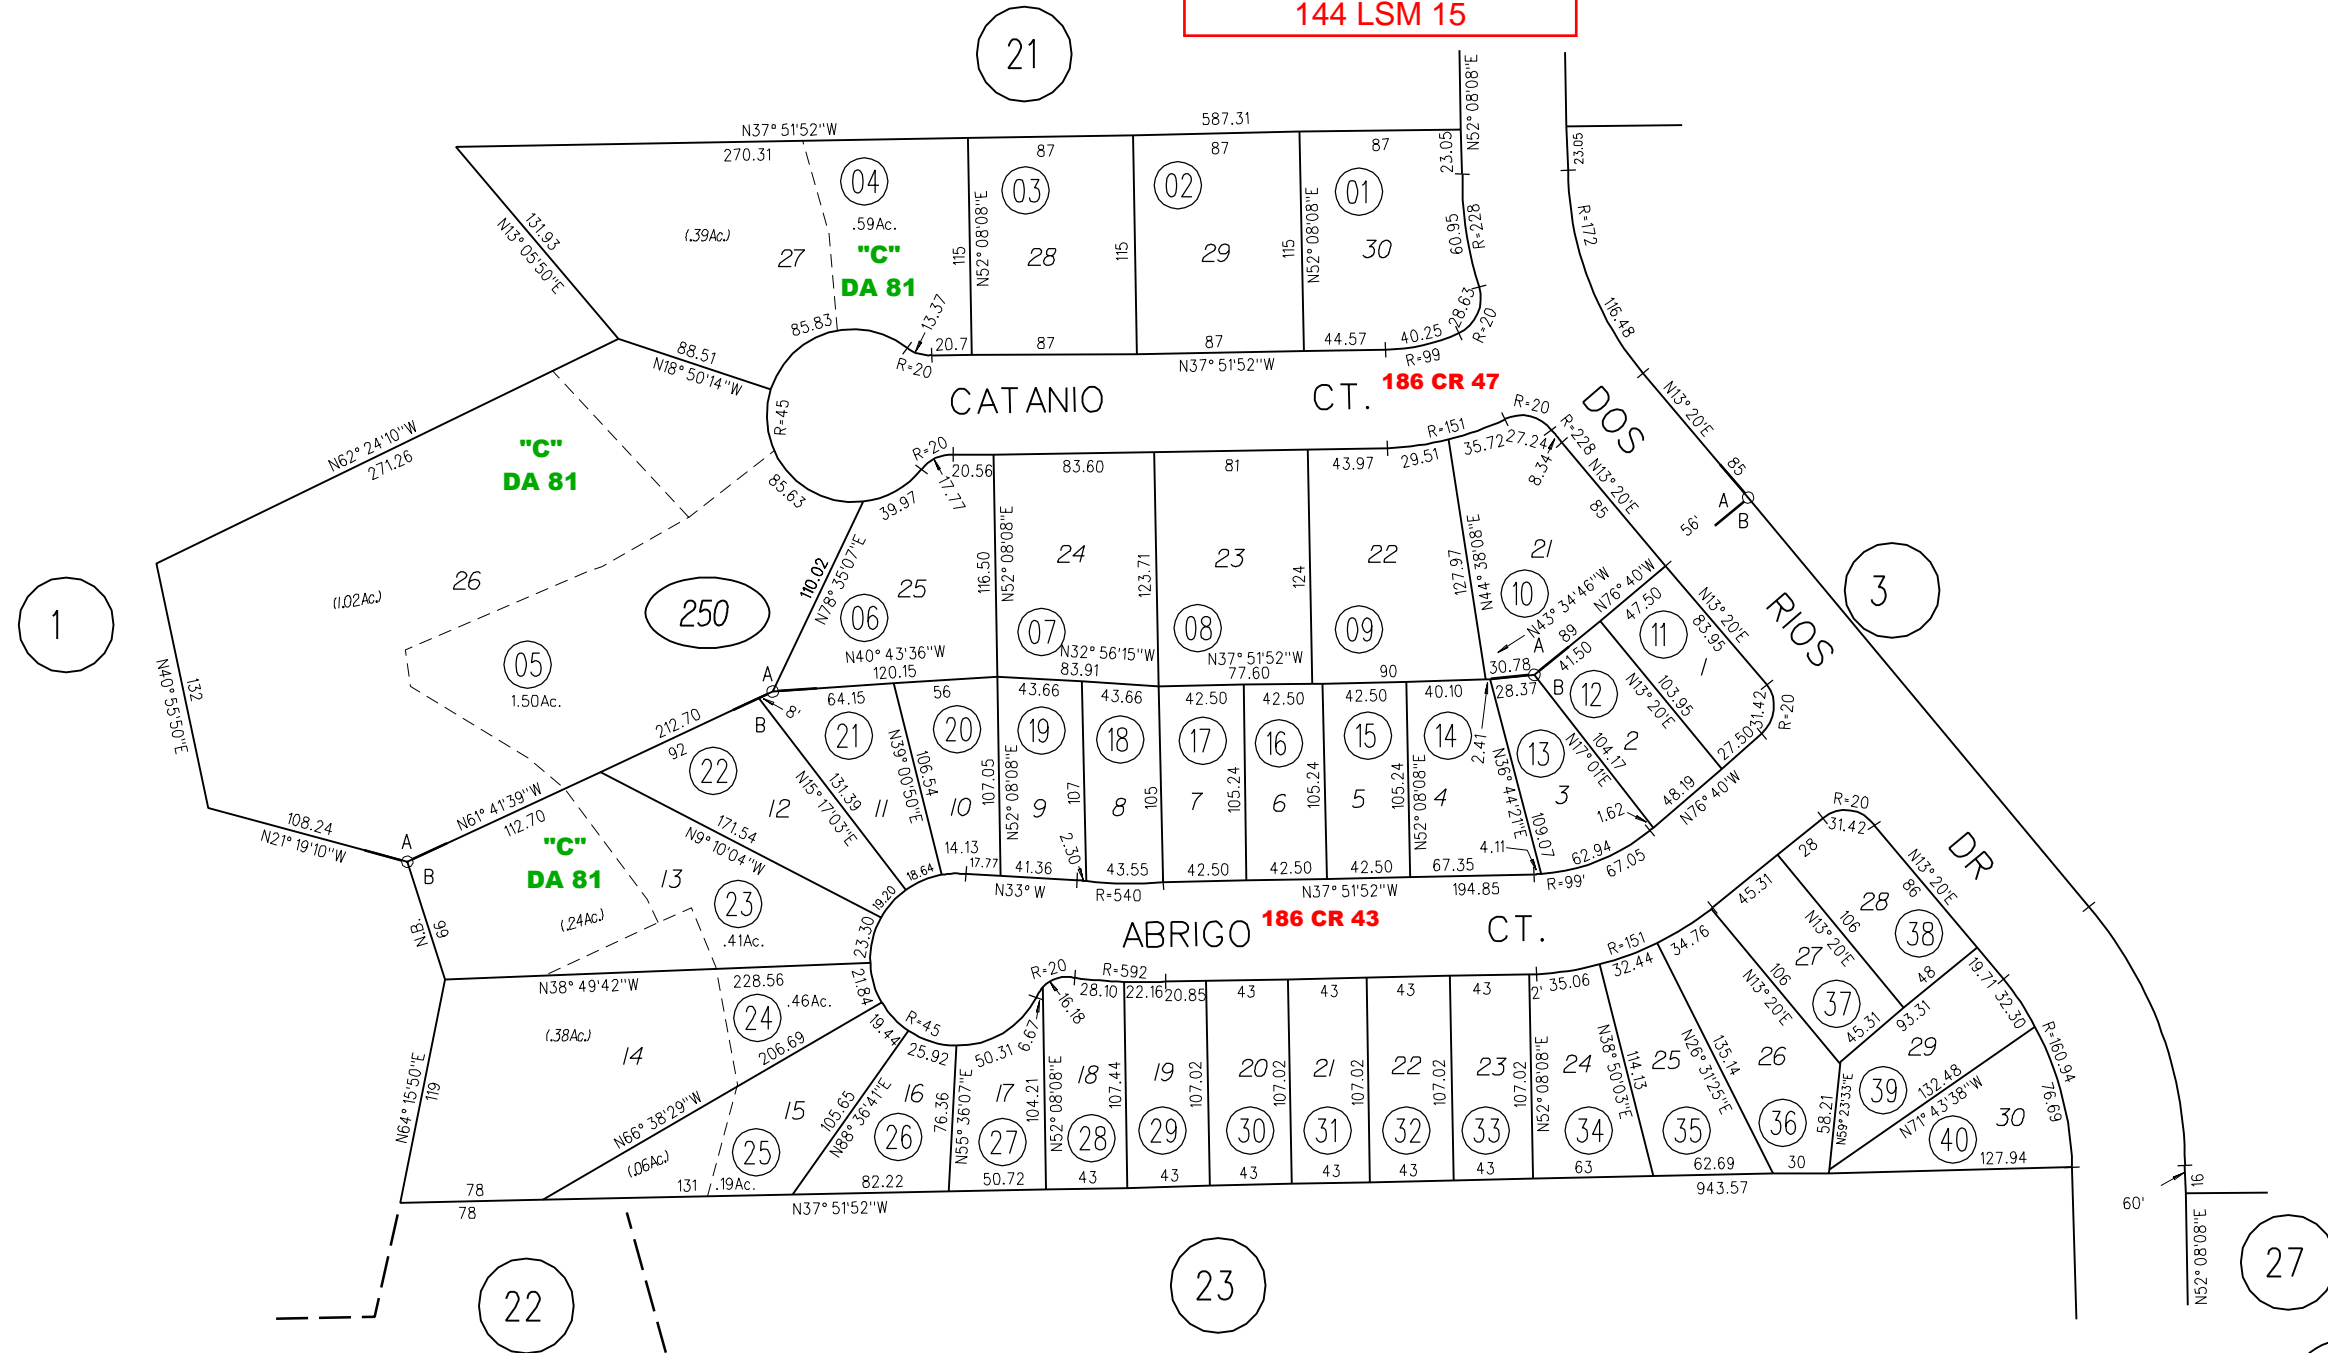 144 LSM 15
21
N52° 08'08"E
587.31
N37° 51'52"W
270.31
87
87
87
23.05
23.05
04
03
02
01
.59Ac.
(.39Ac.)
27
"C"
DA 81
131.93
N13° 05'50"E
115
N52° 08'08"E
28
115
29
115
N52° 08'08"E
30
60.95
R=228
R=172
116.48
28.63
R=20
85.83
13.37
20.7
R=20
87
87
44.57
40.25
R=99
N37° 51'52"W
186 CR 47
88.51
N18° 50'14"W
R=45
CATANIO
CT.
DOS
N13° 20'E
85
N62° 24'10"W
271.26
"C"
DA 81
85.63
39.97
R=20
17.77
20.56
83.60
81
43.97
29.51
R=151
35.72
27.24
R=20
R=228
8.34
N13° 20'E
85
56'
A
B
1
26
(1.02Ac.)
250
110.02
N78° 35'07"E
25
06
116.50
N52° 08'08"E
24
07
123.71
23
08
124
22
09
127.97
N44° 38'08"E
21
10
N43° 34'46"W
N76° 40'W
3
RIOS
05
1.50Ac.
N40° 43'36"W
120.15
N32° 56'15"W
83.91
N37° 51'52"W
77.60
90
30.78
89
47.50
41.50
11
1
N13° 20'E
83.95
132
N40° 55'50"E
212.70
A
B
8'
64.15
56
43.66
43.66
42.50
42.50
42.50
40.10
28.37
A
B
12
2
N13° 20'E
103.95
31.42
R=20
27.50
92
22
21
20
19
18
17
16
15
14
13
2.41
N61° 41'39"W
112.70
12
N15° 17'03"E
131.39
11
N39° 00'50"E
106.54
10
107.05
N52° 08'08"E
9
107
8
105
7
105.24
6
105.24
5
105.24
N52° 08'08"E
4
N36° 44'21"E
109.07
3
N17° 01'E
104.17
1.62
48.19
N76° 40'W
108.24
N21° 19'10"W
A
B
171.54
N9° 10'04"W
18.64
14.13
17.77
41.36
2.30
43.55
42.50
42.50
42.50
67.35
4.11
62.94
67.05
N33° W
R=540
N37° 51'52"W
194.85
R=99'
R=20
31.42
28
DR
"C"
DA 81
13
(.24Ac.)
23
.41Ac.
19.20
23.30
ABRIGO
186 CR 43
CT.
45.31
N13° 20'E
86
28
38
N13° 20'E
106
N.B.
66
N38° 49'42"W
228.56
21.84
R=45
R=20
R=592
28.10
22.16
20.85
43
43
43
43
2'
35.06
32.44
R=151
34.76
27
37
N13° 20'E
106
48
45.31
93.31
19.71
32.30
R=160.94
76.69
24
.46Ac.
(.38Ac.)
14
206.69
19.44
25.92
50.31
6.67
16.18
N64° 15'50"E
119
N66° 38'29"W
15
105.65
N88° 36'41"E
16
76.36
N55° 36'07"E
17
104.21
N52° 08'08"E
18
107.44
19
107.02
20
107.02
21
107.02
22
107.02
23
107.02
N52° 08'08"E
24
N38° 50'03"E
114.13
25
N26° 31'25"E
135.14
26
29
132.48
N71° 43'38"W
30
58.21
N59° 23'33"E
25
26
27
28
29
30
31
32
33
34
35
36
39
40
(.06Ac.)
78
131
.19Ac.
82.22
50.72
43
43
43
43
43
43
63
62.69
30
127.94
78
N37° 51'52"W
943.57
60'
16
N52° 08'08"E
22
23
27